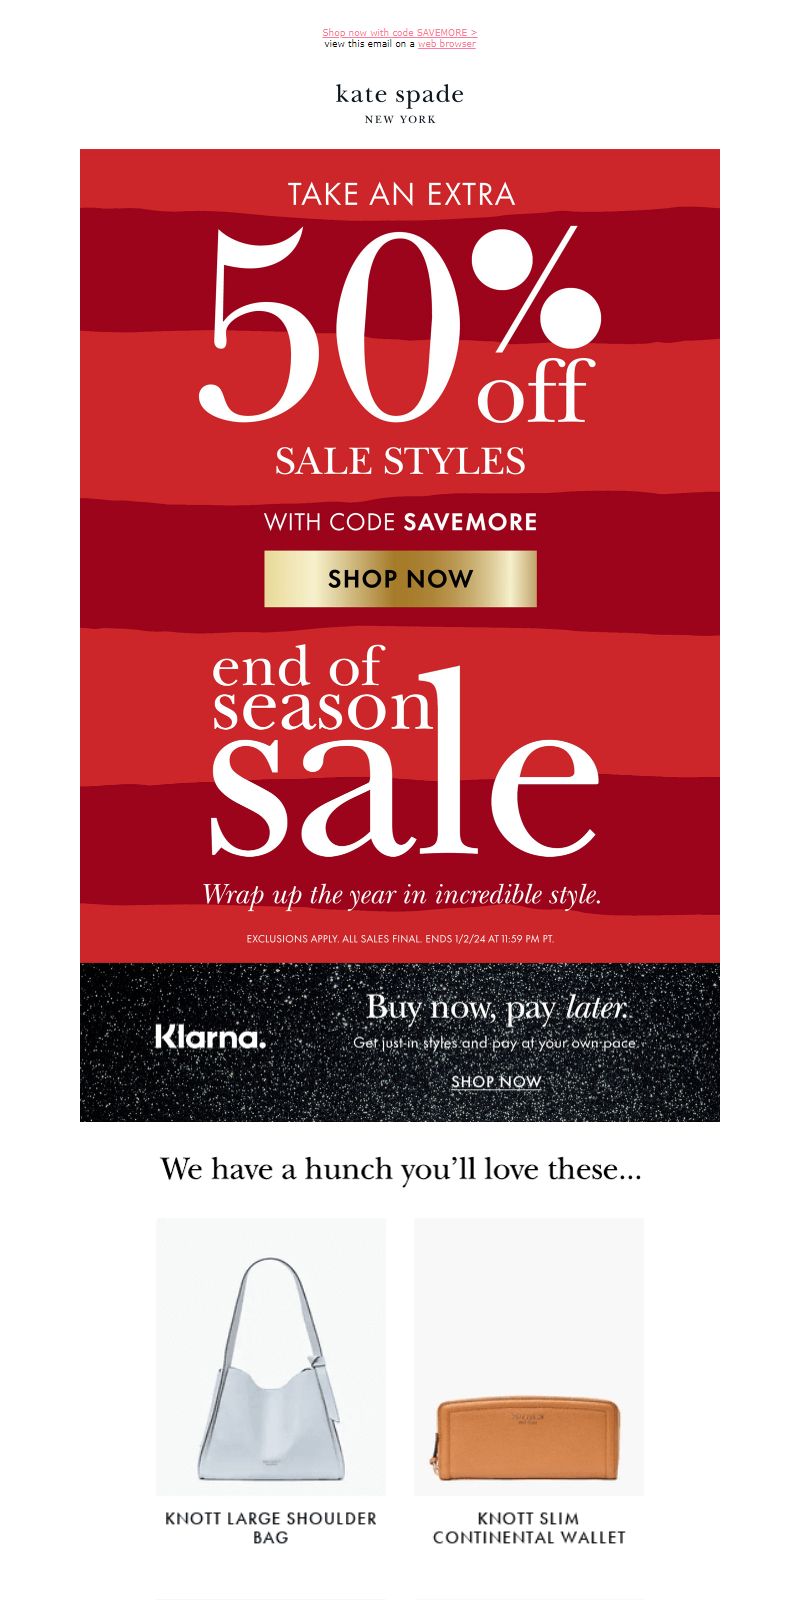 Shop now with code SAVEMORE >
view this email on a web browser
kate spade
NEW YORK
TAKE AN EXTRA
50%
off
SALE STYLES
WITH CODE SAVEMORE
SHOP NOW
end of
season
sale
Wrap up the year in incredible style.
EXCLUSIONS APPLY. ALL SALES FINAL. ENDS 1/2/24 AT 11:59 PM PT.
Klarna.
Buy now, pay later.
Get just-in styles and pay at your own pace.
SHOP NOW
We have a hunch you’ll love these...
KNOTT LARGE SHOULDER
BAG
KNOTT SLIM
CONTINENTAL WALLET